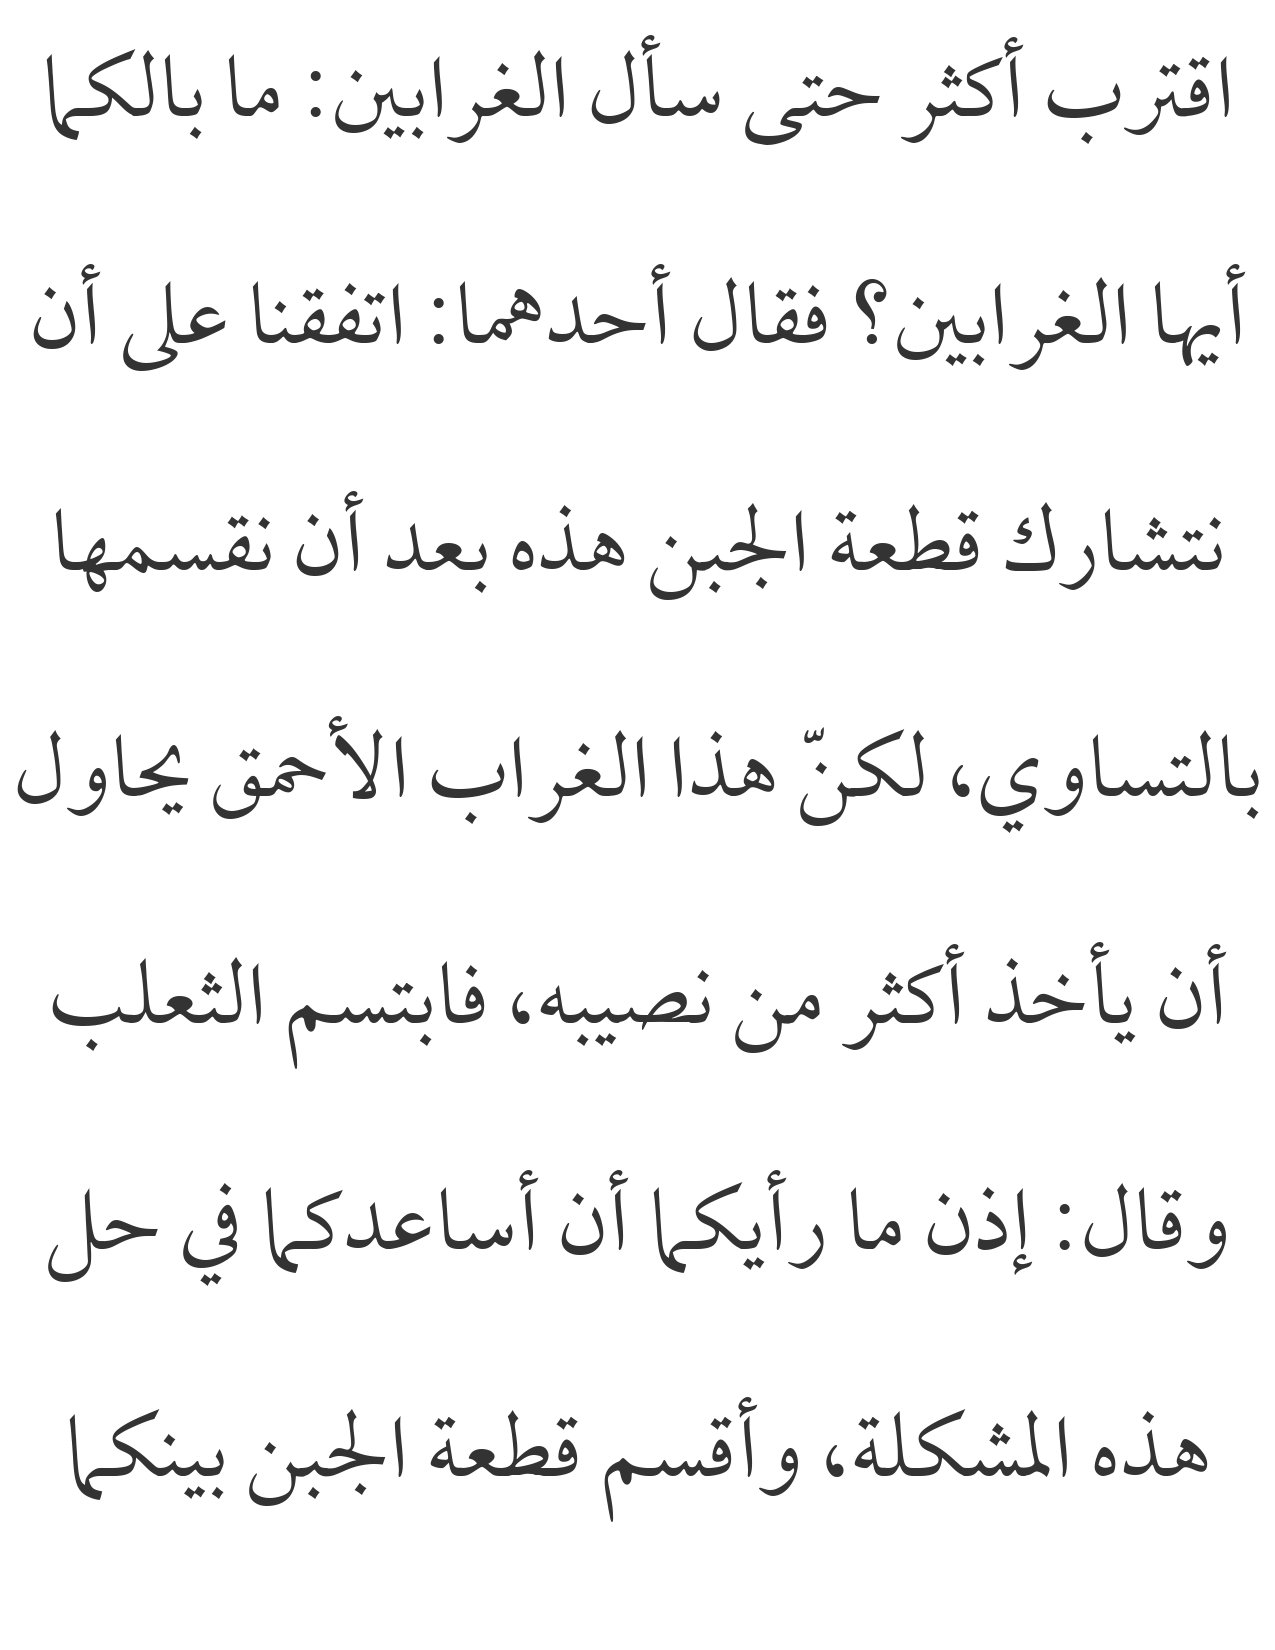 اقترب أكثر حتى سأل الغرابين: ما بالكما
أيها الغرابين؟ فقال أحدهما: اتفقنا على أن
نتشارك قطعة الجبن هذه بعد أن نقسمها
بالتساوي، لكنّ هذا الغراب الأحمق يحاول
أن يأخذ أكثر من نصيبه، فابتسم الثعلب
وقال: إذن ما رأيكما أن أساعدكما في حل
هذه المشكلة، وأقسم قطعة الجبن بينكما